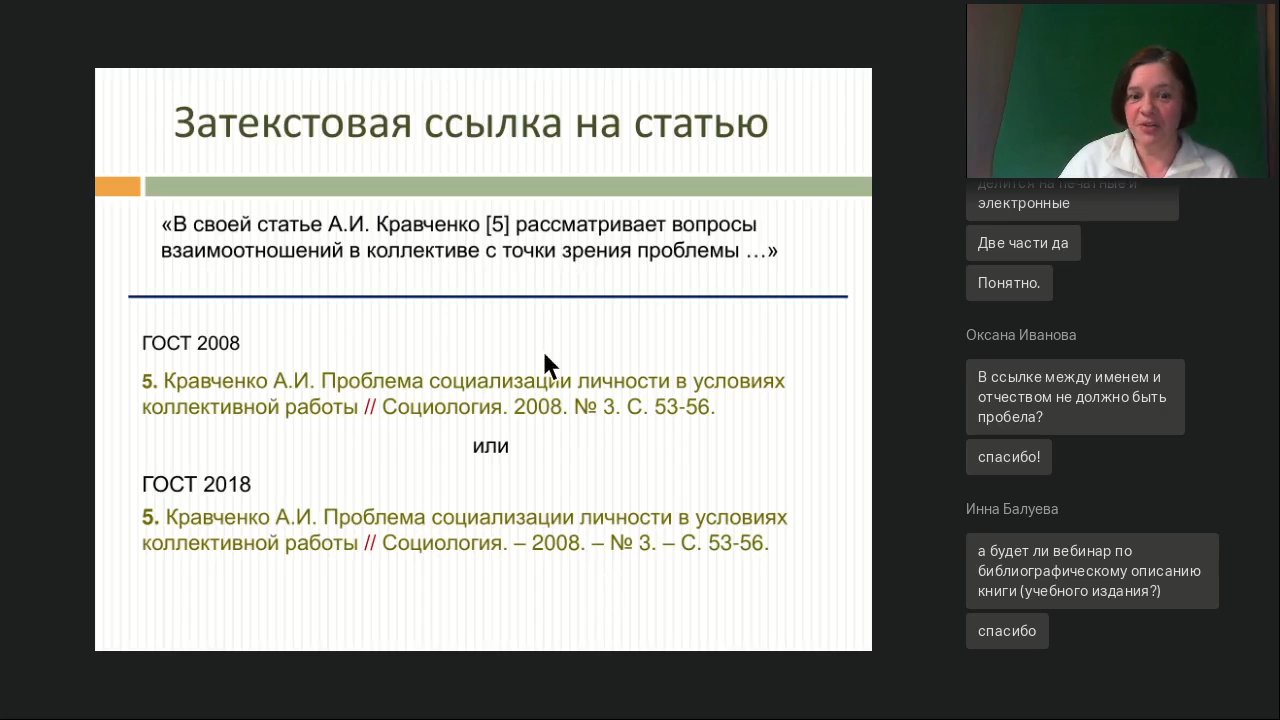 Затекстовая ссылка на статью
«В своей статье А.И. Кравченко [5] рассматривает вопросы
взаимоотношений в коллективе с точки зрения проблемы …»
ГОСТ 2008
5. Кравченко А.И. Проблема социализации личности в условиях
коллективной работы // Социология. 2008. № 3. С. 53-56.
или
ГОСТ 2018
5. Кравченко А.И. Проблема социализации личности в условиях
коллективной работы // Социология. – 2008. – № 3. – С. 53-56.
делится на печатные и
электронные
Две части да
Понятно.
Оксана Иванова
В ссылке между именем и
отчеством не должно быть
пробела?
спасибо!
Инна Балуева
а будет ли вебинар по
библиографическому описанию
книги (учебного издания?)
спасибо